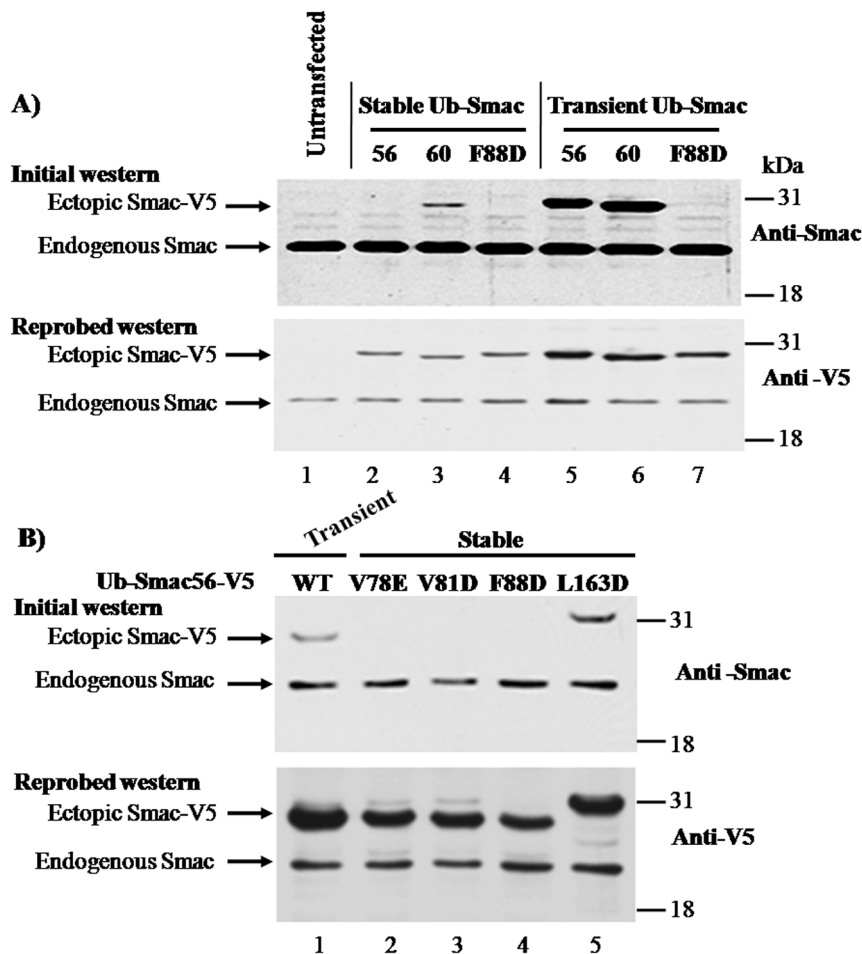 Untransfected
A)
Stable Ub-Smac
Transient Ub-Smac
56 60 F88D 56 60 F88D
kDa
Initial western
Ectopic Smac-V5
31
Anti-Smac
Endogenous Smac
18
Reprobed western
31
Ectopic Smac-V5
Anti -V5
Endogenous Smac
18
1 2 3 4 5 6 7
B)
Transient
Stable
Ub-Smac56-V5 WT V78E V81D F88D L163D
Initial western
31
Ectopic Smac-V5
Endogenous Smac
Anti -Smac
18
Reprobed western
31
Ectopic Smac-V5
Anti-V5
Endogenous Smac
18
1 2 3 4 5